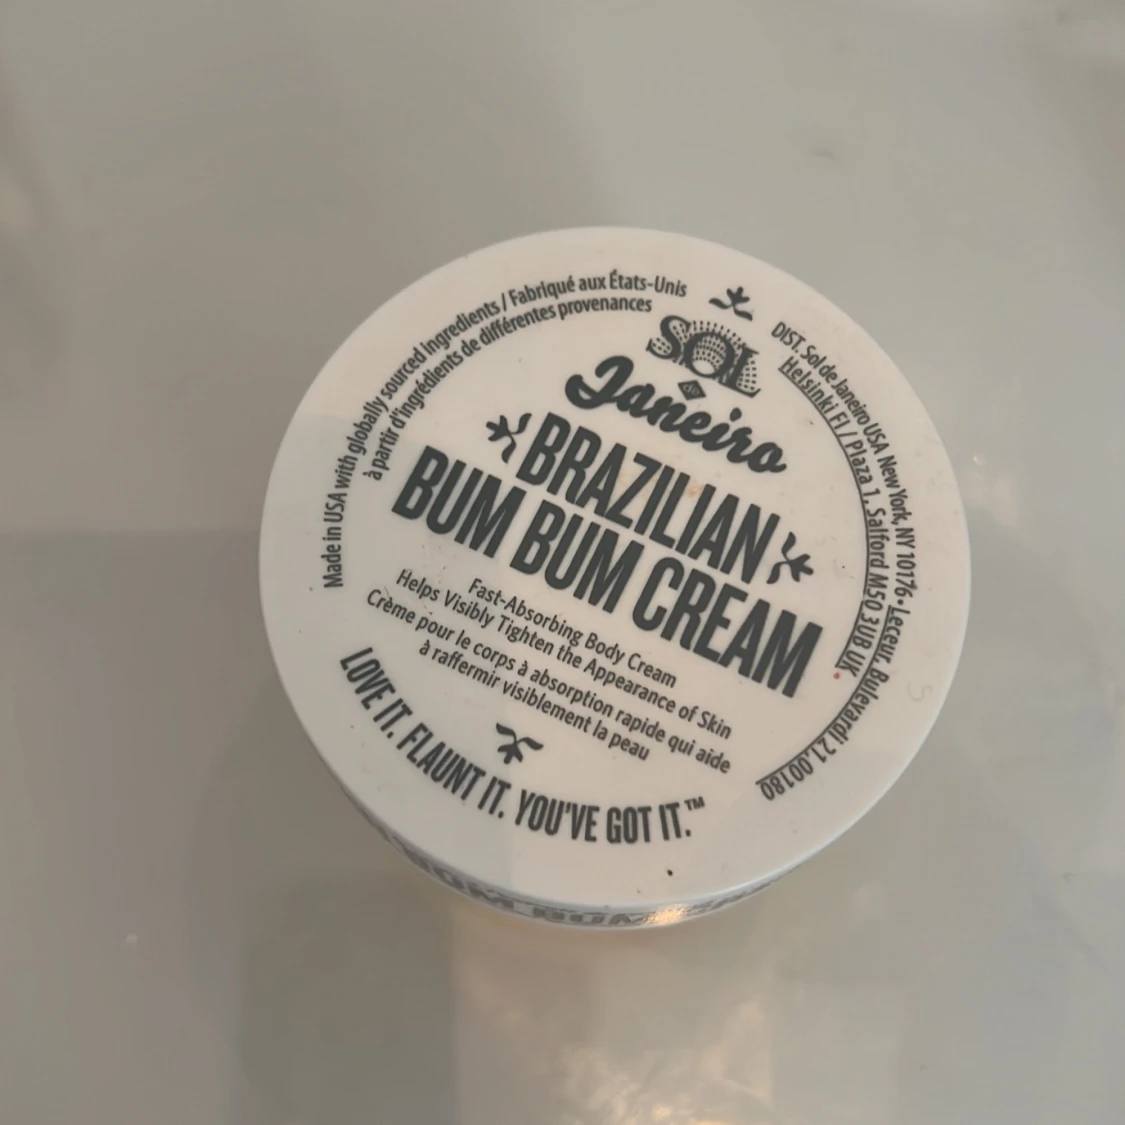 Made in USA with globally sourced ingredients / Fabriqué aux États-Unis
à partir d'ingrédients de différentes provenances
SOL
de
Janeiro
BRAZILIAN
BUM BUM CREAM
Fast-Absorbing Body Cream
Helps Visibly Tighten the Appearance of Skin
Crème pour le corps à absorption rapide qui aide
à raffermir visiblement la peau
LOVE IT. FLAUNT IT. YOU'VE GOT IT.™
DIST. Sol de Janeiro USA New York, NY 10176 • Leceur, Bulevardi 21, 00180
Helsinki FI / Plaza 1, Salford M50 3UB UK
BUM BUM